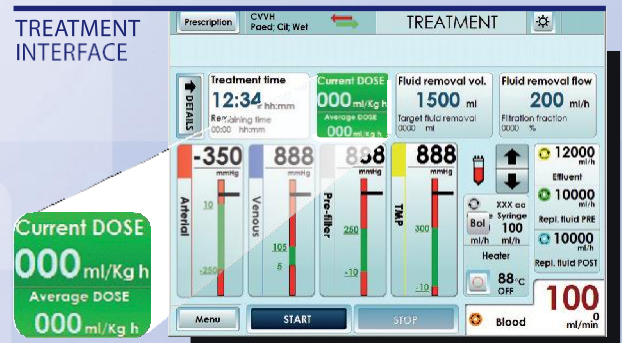 TREATMENT
INTERFACE
Prescription
CVVH
Paed; Cit; Wet
TREATMENT
DETAILS
Treatment time
12:34 hh:mm
Remaining time
00:00 hh:mm
Current DOSE
000 ml/Kg h
Average DOSE
000 ml/kg h
Fluid removal vol.
1500 ml
Target fluid removal
0000 ml
Fluid removal flow
200 ml/h
Filtration fraction
0000 %
-350
mmHg
Arterial
10
-250
888
mmHg
Venous
105
5
888
mmHg
Pre-filter
250
-10
888
mmHg
TMP
300
-10
XXX cc
Syringe
Bol
100
ml/h
ml/h
Heater
88 °C
OFF
12000
ml/h
Effluent
10000
ml/h
Repl. fluid PRE
10000
ml/h
Repl. fluid POST
Menu
START
STOP
Blood
100
.0
ml/min
Current DOSE
000 ml/Kg h
Average DOSE
000 ml/kg h